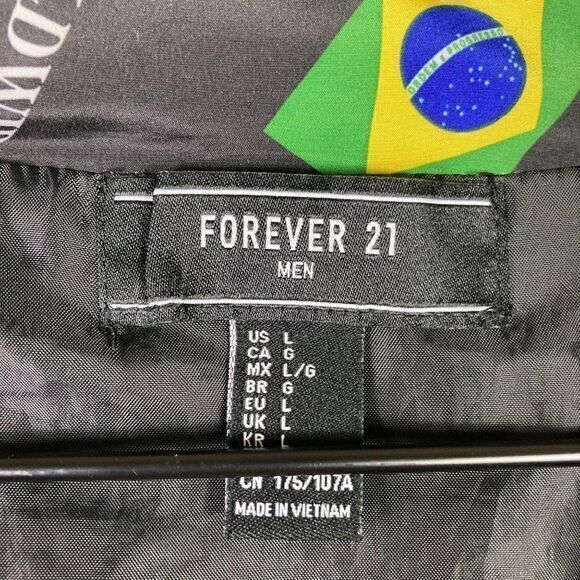 ORDEM E PROGRESSO
FOREVER 21
MEN
US L
CA G
MX L/G
BR G
EU L
UK L
KR L
CN 175/107A
MADE IN VIETNAM